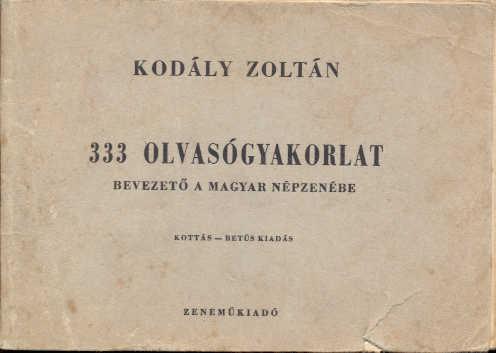 KODÁLY ZOLTÁN
333 OLVASÓGYAKORLAT
BEVEZETŐ A MAGYAR NÉPZENÉBE
KOTTÁS — BETŰS KIADÁS
ZENEMŰKIADÓ